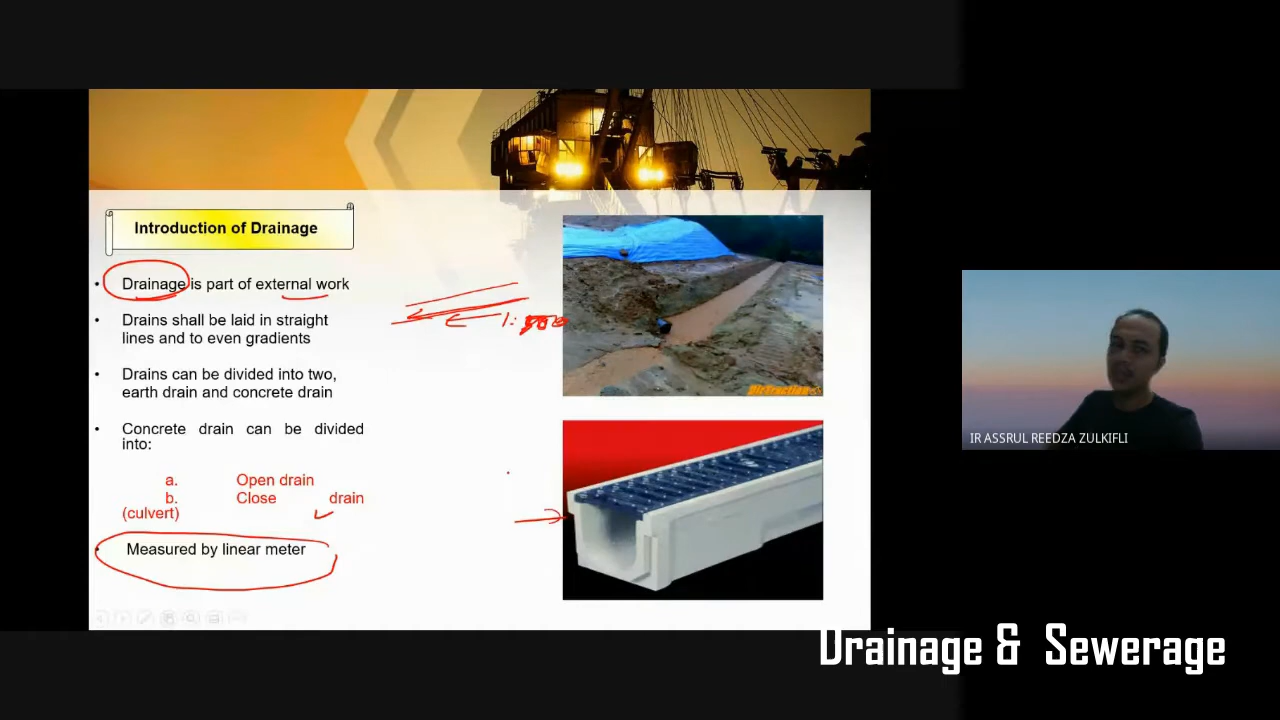 Introduction of Drainage
• Drainage is part of external work
• Drains shall be laid in straight
lines and to even gradients
• Drains can be divided into two,
earth drain and concrete drain
• Concrete drain can be divided
into:
a. Open drain
b. Close drain
(culvert)
• Measured by linear meter
IR ASSRUL REEDZA ZULKIFLI
Drainage & Sewerage